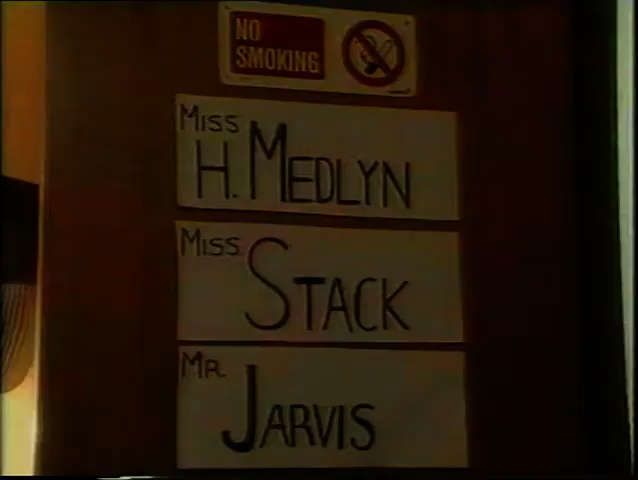 NO
SMOKING
MISS
H. MEDLYN
MISS
STACK
MR.
JARVIS